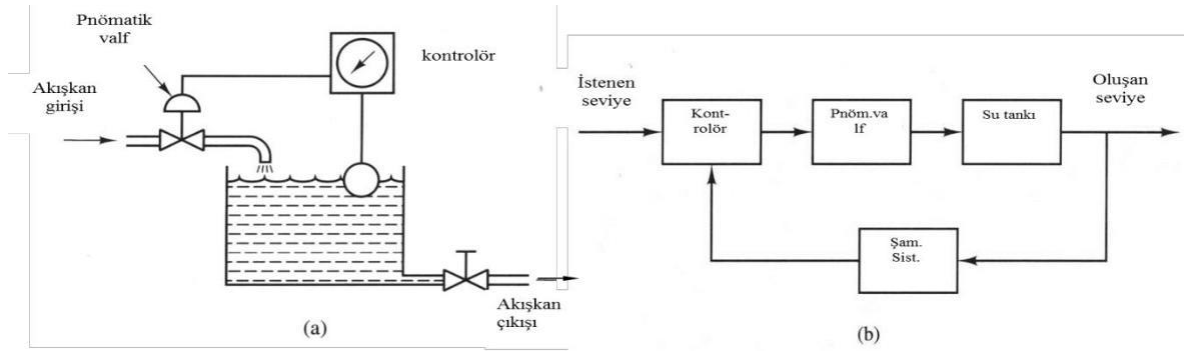 Pnömatik
valf
kontrolör
Akışkan
girişi
Akışkan
çıkışı
(a)
İstenen
seviye
Oluşan
seviye
Kont-
rolör
Pnöm.va
lf
Su tankı
Şam.
Sist.
(b)